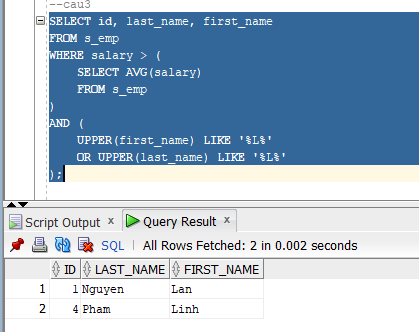 --cau3
SELECT id, last_name, first_name
FROM s_emp
WHERE salary > (
    SELECT AVG(salary)
    FROM s_emp
)
AND (
    UPPER(first_name) LIKE '%L%'
    OR UPPER(last_name) LIKE '%L%'
);
Script Output x Query Result x
SQL | All Rows Fetched: 2 in 0.002 seconds
ID LAST_NAME FIRST_NAME
1 1 Nguyen Lan
2 4 Pham Linh